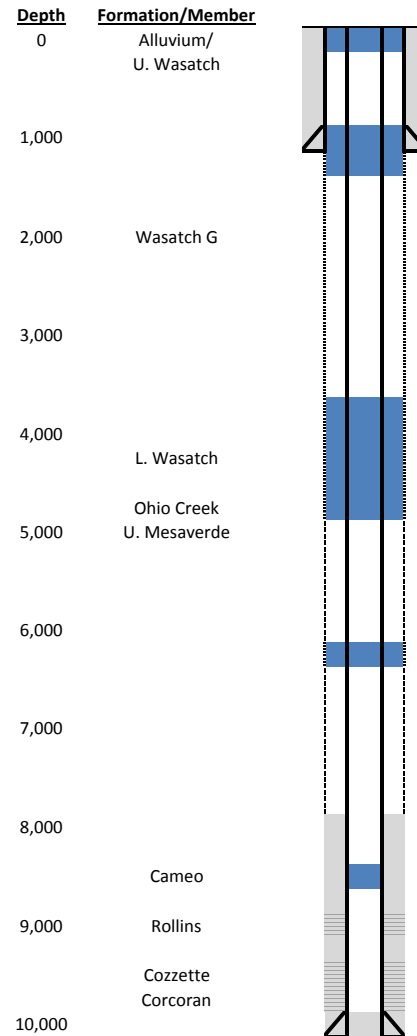 Depth Formation/Member
0 Alluvium/
U. Wasatch
1,000
2,000 Wasatch G
3,000
4,000
L. Wasatch
Ohio Creek
5,000 U. Mesaverde
6,000
7,000
8,000
Cameo
9,000 Rollins
Cozzette
Corcoran
10,000